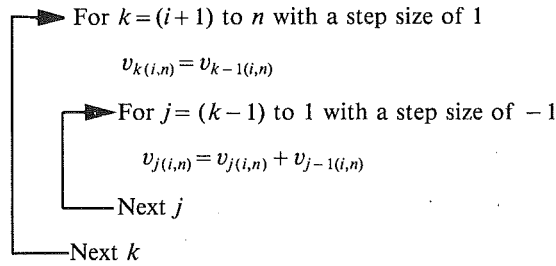 For k=(i+1) to n with a step size of 1
v_{k(i,n)} = v_{k-1(i,n)}
For j=(k-1) to 1 with a step size of -1
v_{j(i,n)} = v_{j(i,n)} + v_{j-1(i,n)}
Next j
Next k